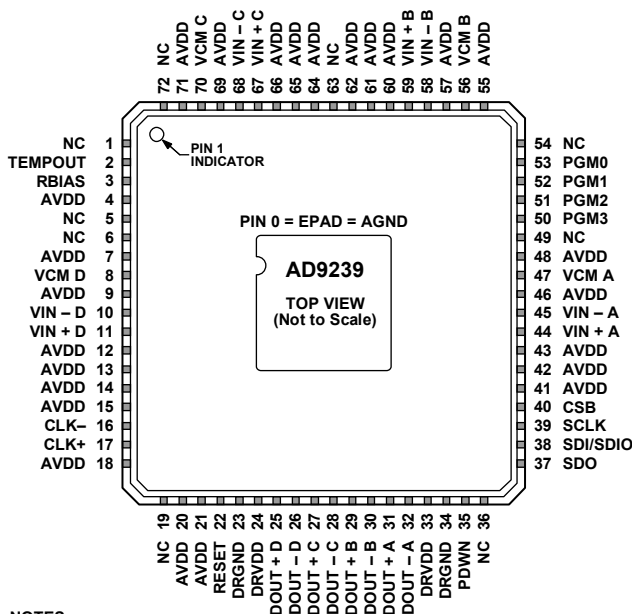 72 NC
71 AVDD
70 VCM C
69 AVDD
68 VIN – C
67 VIN + C
66 AVDD
65 AVDD
64 AVDD
63 NC
62 AVDD
61 AVDD
60 AVDD
59 VIN + B
58 VIN – B
57 AVDD
56 VCM B
55 AVDD
NC 1
TEMPOUT 2
RBIAS 3
AVDD 4
NC 5
NC 6
AVDD 7
VCM D 8
AVDD 9
VIN – D 10
VIN + D 11
AVDD 12
AVDD 13
AVDD 14
AVDD 15
CLK– 16
CLK+ 17
AVDD 18
PIN 1
INDICATOR
PIN 0 = EPAD = AGND
AD9239
TOP VIEW
(Not to Scale)
54 NC
53 PGM0
52 PGM1
51 PGM2
50 PGM3
49 NC
48 AVDD
47 VCM A
46 AVDD
45 VIN – A
44 VIN + A
43 AVDD
42 AVDD
41 AVDD
40 CSB
39 SCLK
38 SDI/SDIO
37 SDO
NC 19
AVDD 20
AVDD 21
RESET 22
DRGND 23
DRVDD 24
DOUT + D 25
DOUT – D 26
DOUT + C 27
DOUT – C 28
DOUT + B 29
DOUT – B 30
DOUT + A 31
DOUT – A 32
DRVDD 33
DRGND 34
PDWN 35
NC 36
NOTES